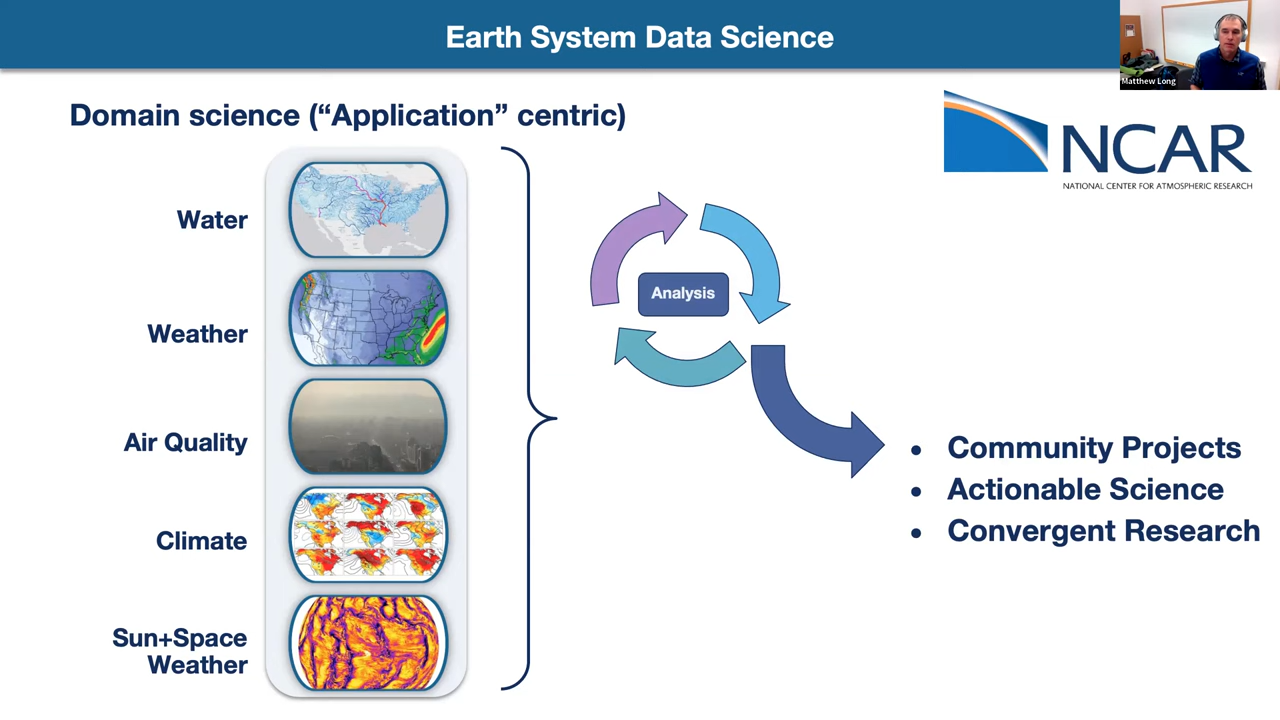 Earth System Data Science
Matthew Long
Domain science (“Application” centric)
NCAR
NATIONAL CENTER FOR ATMOSPHERIC RESEARCH
Water
Weather
Air Quality
Climate
Sun+Space
Weather
Analysis
• Community Projects
• Actionable Science
• Convergent Research